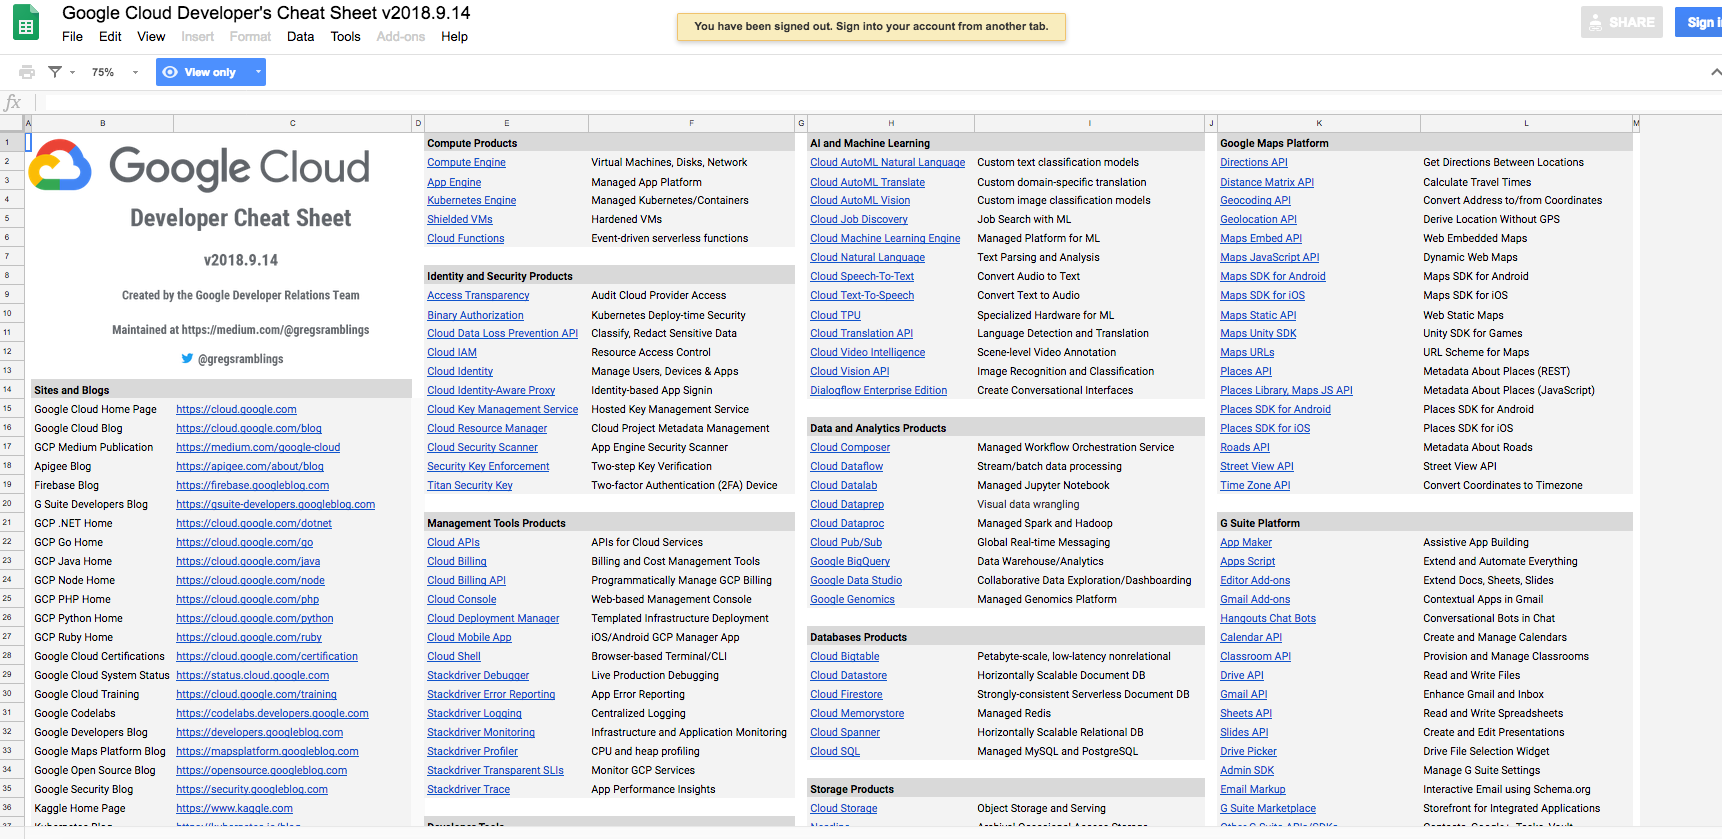 Google Cloud Developer's Cheat Sheet v2018.9.14
File Edit View Insert Format Data Tools Add-ons Help
You have been signed out. Sign into your account from another tab.
SHARE
Sign i
75%
View only
fx
A B C D E F G H I J K L M
1
2
3
4
5
6
7
8
9
10
11
12
13
14
15
16
17
18
19
20
21
22
23
24
25
26
27
28
29
30
31
32
33
34
35
36
Google Cloud
Developer Cheat Sheet
v2018.9.14
Created by the Google Developer Relations Team
Maintained at https://medium.com/@gregsramblings
@gregsramblings
Sites and Blogs
Google Cloud Home Page https://cloud.google.com
Google Cloud Blog https://cloud.google.com/blog
GCP Medium Publication https://medium.com/google-cloud
Apigee Blog https://apigee.com/about/blog
Firebase Blog https://firebase.googleblog.com
G Suite Developers Blog https://gsuite-developers.googleblog.com
GCP .NET Home https://cloud.google.com/dotnet
GCP Go Home https://cloud.google.com/go
GCP Java Home https://cloud.google.com/java
GCP Node Home https://cloud.google.com/node
GCP PHP Home https://cloud.google.com/php
GCP Python Home https://cloud.google.com/python
GCP Ruby Home https://cloud.google.com/ruby
Google Cloud Certifications https://cloud.google.com/certification
Google Cloud System Status https://status.cloud.google.com
Google Cloud Training https://cloud.google.com/training
Google Codelabs https://codelabs.developers.google.com
Google Developers Blog https://developers.googleblog.com
Google Maps Platform Blog https://mapsplatform.googleblog.com
Google Open Source Blog https://opensource.googleblog.com
Google Security Blog https://security.googleblog.com
Kaggle Home Page https://www.kaggle.com
Compute Products
Compute Engine Virtual Machines, Disks, Network
App Engine Managed App Platform
Kubernetes Engine Managed Kubernetes/Containers
Shielded VMs Hardened VMs
Cloud Functions Event-driven serverless functions
Identity and Security Products
Access Transparency Audit Cloud Provider Access
Binary Authorization Kubernetes Deploy-time Security
Cloud Data Loss Prevention API Classify, Redact Sensitive Data
Cloud IAM Resource Access Control
Cloud Identity Manage Users, Devices & Apps
Cloud Identity-Aware Proxy Identity-based App Signin
Cloud Key Management Service Hosted Key Management Service
Cloud Resource Manager Cloud Project Metadata Management
Cloud Security Scanner App Engine Security Scanner
Security Key Enforcement Two-step Key Verification
Titan Security Key Two-factor Authentication (2FA) Device
Management Tools Products
Cloud APIs APIs for Cloud Services
Cloud Billing Billing and Cost Management Tools
Cloud Billing API Programmatically Manage GCP Billing
Cloud Console Web-based Management Console
Cloud Deployment Manager Templated Infrastructure Deployment
Cloud Mobile App iOS/Android GCP Manager App
Cloud Shell Browser-based Terminal/CLI
Stackdriver Debugger Live Production Debugging
Stackdriver Error Reporting App Error Reporting
Stackdriver Logging Centralized Logging
Stackdriver Monitoring Infrastructure and Application Monitoring
Stackdriver Profiler CPU and heap profiling
Stackdriver Transparent SLIs Monitor GCP Services
Stackdriver Trace App Performance Insights
AI and Machine Learning
Cloud AutoML Natural Language Custom text classification models
Cloud AutoML Translate Custom domain-specific translation
Cloud AutoML Vision Custom image classification models
Cloud Job Discovery Job Search with ML
Cloud Machine Learning Engine Managed Platform for ML
Cloud Natural Language Text Parsing and Analysis
Cloud Speech-To-Text Convert Audio to Text
Cloud Text-To-Speech Convert Text to Audio
Cloud TPU Specialized Hardware for ML
Cloud Translation API Language Detection and Translation
Cloud Video Intelligence Scene-level Video Annotation
Cloud Vision API Image Recognition and Classification
Dialogflow Enterprise Edition Create Conversational Interfaces
Data and Analytics Products
Cloud Composer Managed Workflow Orchestration Service
Cloud Dataflow Stream/batch data processing
Cloud Datalab Managed Jupyter Notebook
Cloud Dataprep Visual data wrangling
Cloud Dataproc Managed Spark and Hadoop
Cloud Pub/Sub Global Real-time Messaging
Google BigQuery Data Warehouse/Analytics
Google Data Studio Collaborative Data Exploration/Dashboarding
Google Genomics Managed Genomics Platform
Databases Products
Cloud Bigtable Petabyte-scale, low-latency nonrelational
Cloud Datastore Horizontally Scalable Document DB
Cloud Firestore Strongly-consistent Serverless Document DB
Cloud Memorystore Managed Redis
Cloud Spanner Horizontally Scalable Relational DB
Cloud SQL Managed MySQL and PostgreSQL
Storage Products
Cloud Storage Object Storage and Serving
Google Maps Platform
Directions API Get Directions Between Locations
Distance Matrix API Calculate Travel Times
Geocoding API Convert Address to/from Coordinates
Geolocation API Derive Location Without GPS
Maps Embed API Web Embedded Maps
Maps JavaScript API Dynamic Web Maps
Maps SDK for Android Maps SDK for Android
Maps SDK for iOS Maps SDK for iOS
Maps Static API Web Static Maps
Maps Unity SDK Unity SDK for Games
Maps URLs URL Scheme for Maps
Places API Metadata About Places (REST)
Places Library, Maps JS API Metadata About Places (JavaScript)
Places SDK for Android Places SDK for Android
Places SDK for iOS Places SDK for iOS
Roads API Metadata About Roads
Street View API Street View API
Time Zone API Convert Coordinates to Timezone
G Suite Platform
App Maker Assistive App Building
Apps Script Extend and Automate Everything
Editor Add-ons Extend Docs, Sheets, Slides
Gmail Add-ons Contextual Apps in Gmail
Hangouts Chat Bots Conversational Bots in Chat
Calendar API Create and Manage Calendars
Classroom API Provision and Manage Classrooms
Drive API Read and Write Files
Gmail API Enhance Gmail and Inbox
Sheets API Read and Write Spreadsheets
Slides API Create and Edit Presentations
Drive Picker Drive File Selection Widget
Admin SDK Manage G Suite Settings
Email Markup Interactive Email using Schema.org
G Suite Marketplace Storefront for Integrated Applications